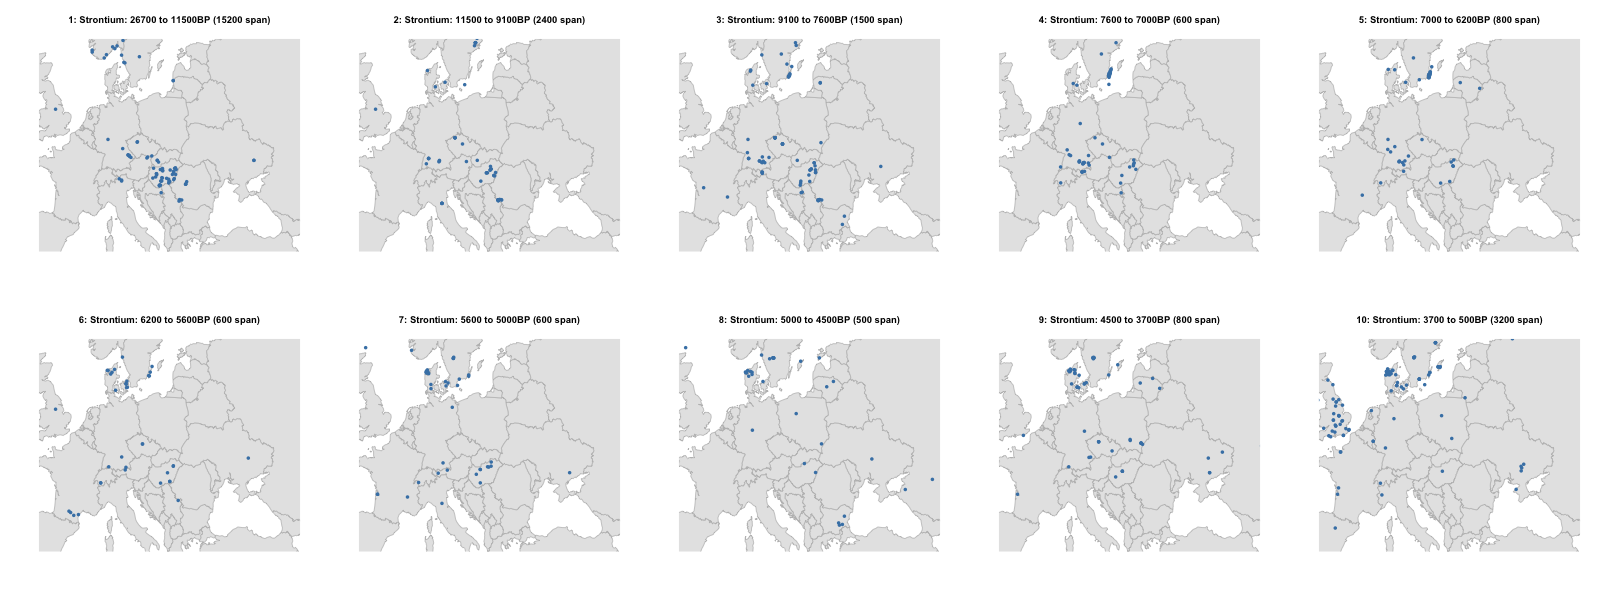 1: Strontium: 26700 to 11500BP (15200 span)
2: Strontium: 11500 to 9100BP (2400 span)
3: Strontium: 9100 to 7600BP (1500 span)
4: Strontium: 7600 to 7000BP (600 span)
5: Strontium: 7000 to 6200BP (800 span)
6: Strontium: 6200 to 5600BP (600 span)
7: Strontium: 5600 to 5000BP (600 span)
8: Strontium: 5000 to 4500BP (500 span)
9: Strontium: 4500 to 3700BP (800 span)
10: Strontium: 3700 to 500BP (3200 span)